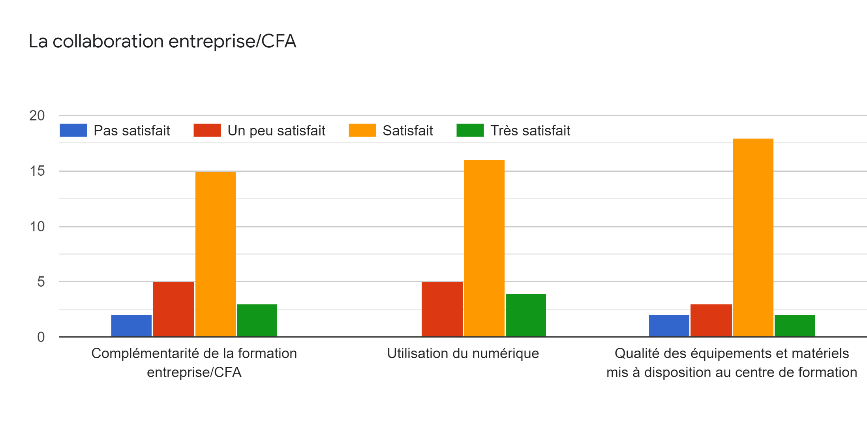 La collaboration entreprise/CFA
20
Pas satisfait Un peu satisfait Satisfait Très satisfait
15
10
5
0
Complémentarité de la formation
entreprise/CFA
Utilisation du numérique
Qualité des équipements et matériels
mis à disposition au centre de formation